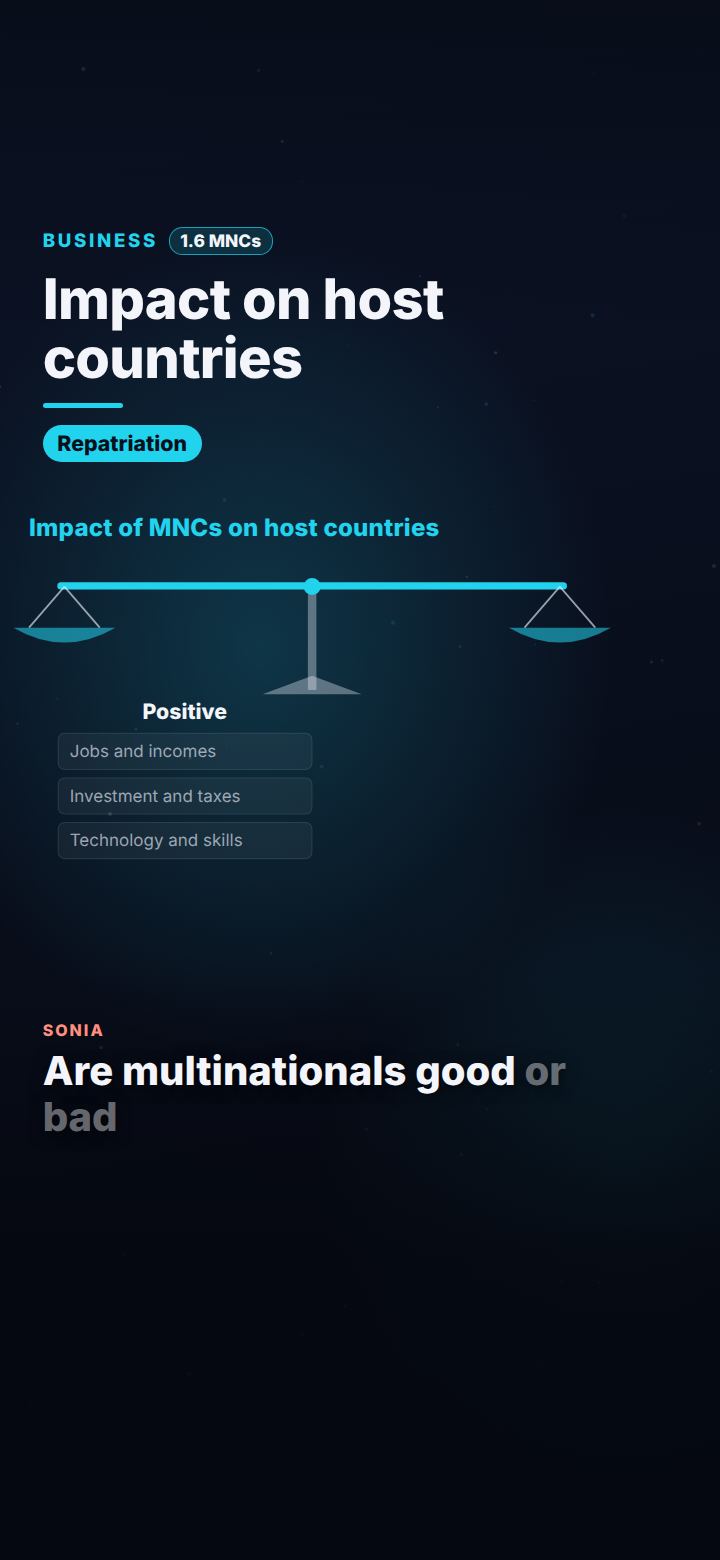 BUSINESS 1.6 MNCs
Impact on host
countries
Repatriation
Impact of MNCs on host countries
Positive
Jobs and incomes
Investment and taxes
Technology and skills
SONIA
Are multinationals good or
bad